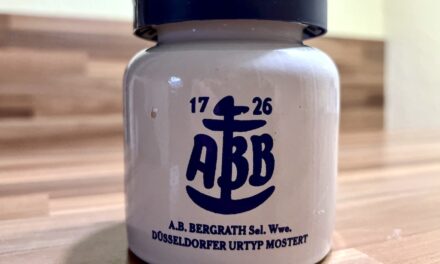 17 26
ABB
A.B. BERGRATH Sel. Wwe.
DÜSSELDORFER URTYP MOSTERT